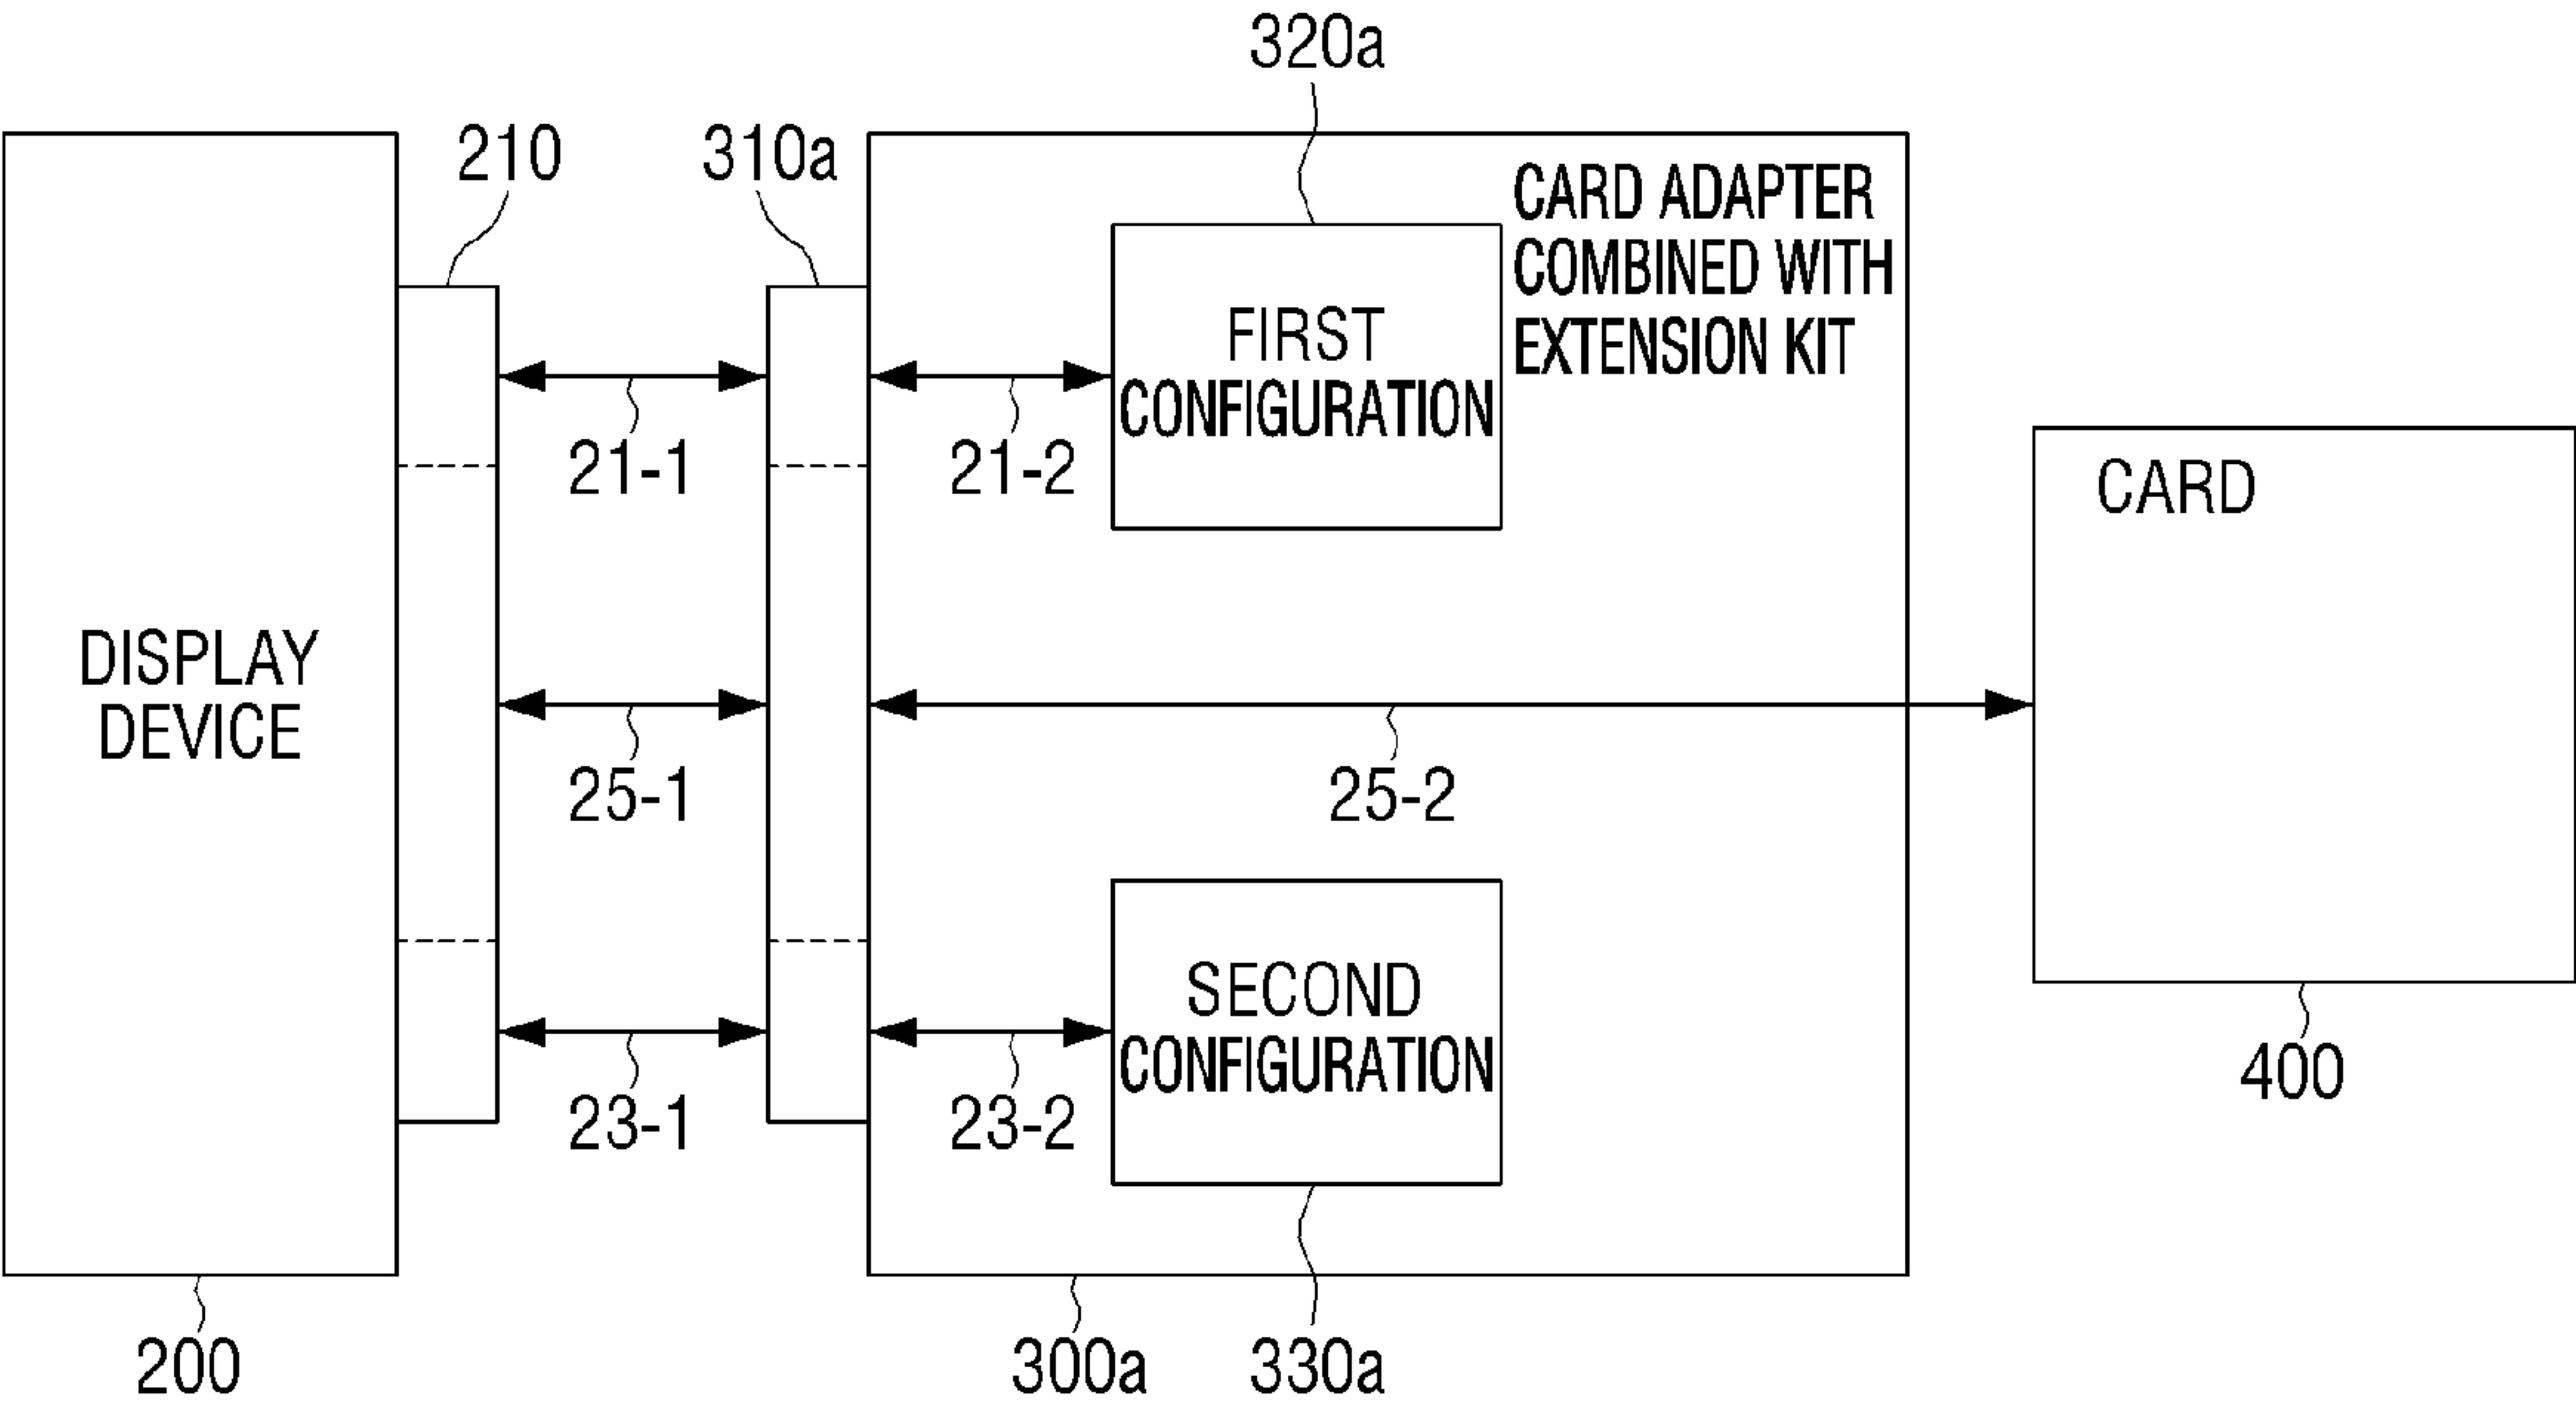 320a
210
310a
CARD ADAPTER
COMBINED WITH
EXTENSION KIT
FIRST
CONFIGURATION
21-1
21-2
CARD
DISPLAY
DEVICE
25-1
25-2
SECOND
CONFIGURATION
23-1
23-2
400
200
300a
330a